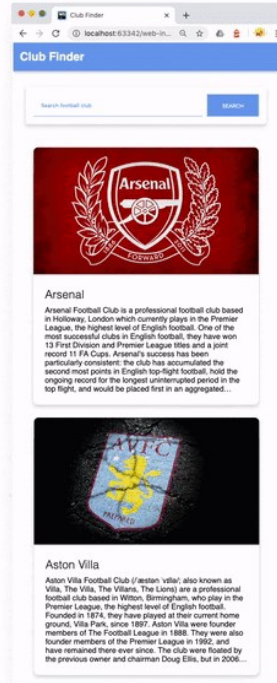 Club Finder
localhost:63342/web-in...
Club Finder
Search football club
SEARCH
Arsenal
FORWARD
Arsenal
Arsenal Football Club is a professional football club based
in Holloway, London which currently plays in the Premier
League, the highest level of English football. One of the
most successful clubs in English football, they have won
13 First Division and Premier League titles and a joint
record 11 FA Cups. Arsenal's success has been
particularly consistent: the club has accumulated the
second most points in English top-flight football, hold the
ongoing record for the longest uninterrupted period in the
top flight, and would be placed first in an aggregated...
AVFC
PREPARED
Aston Villa
Aston Villa Football Club (/ˈæstən ˈvɪlə/; also known as
Villa, The Villa, The Villans, The Lions) are a professional
football club based in Witton, Birmingham, who play in the
Premier League, the highest level of English football.
Founded in 1874, they have played at their current home
ground, Villa Park, since 1897. Aston Villa were founder
members of The Football League in 1888. They were also
founder members of the Premier League in 1992, and
have remained there ever since. The club were floated by
the previous owner and chairman Doug Ellis, but in 2006...